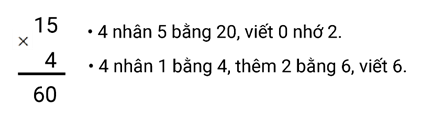 15 • 4 nhân 5 bằng 20, viết 0 nhớ 2.
×
4 • 4 nhân 1 bằng 4, thêm 2 bằng 6, viết 6.
60